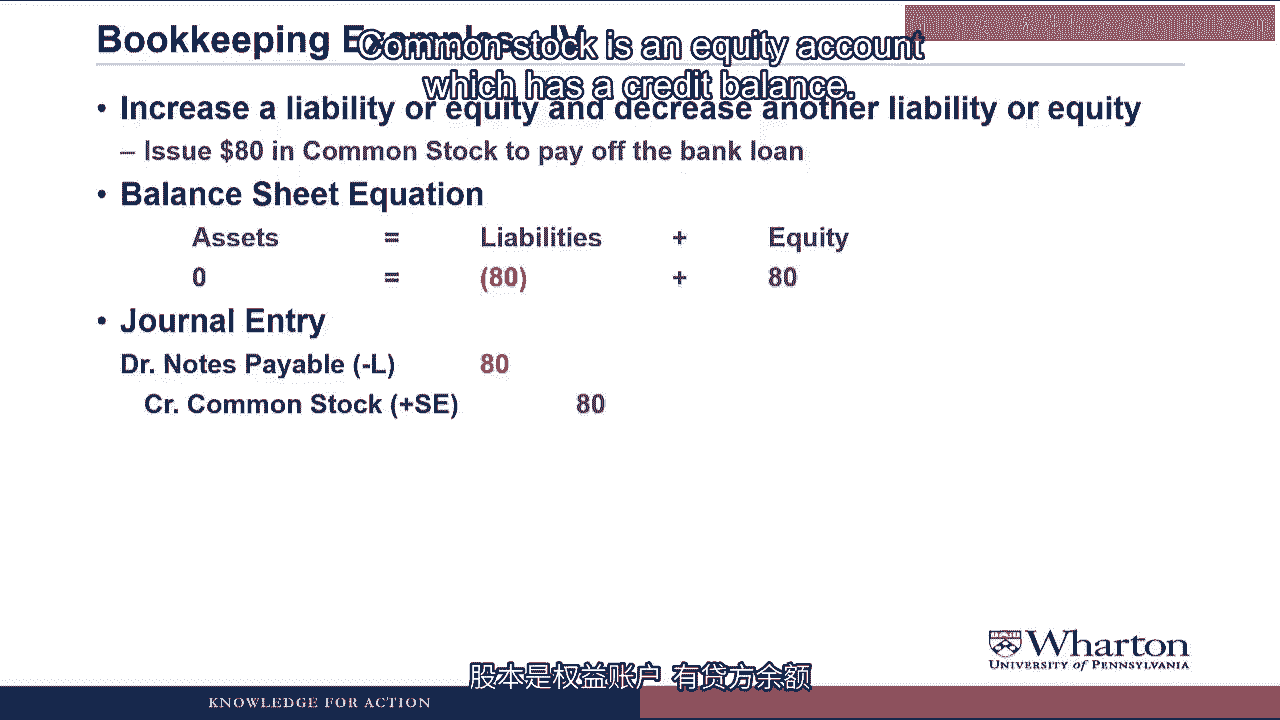 Bookkeeping Examples - IV
Common stock is an equity account
which has a credit balance.
• Increase a liability or equity and decrease another liability or equity
– Issue $80 in Common Stock to pay off the bank loan
• Balance Sheet Equation
Assets = Liabilities + Equity
0 = (80) + 80
• Journal Entry
Dr. Notes Payable (-L) 80
Cr. Common Stock (+SE) 80
Wharton
UNIVERSITY of PENNSYLVANIA
股本是权益账户 有贷方余额
KNOWLEDGE FOR ACTION